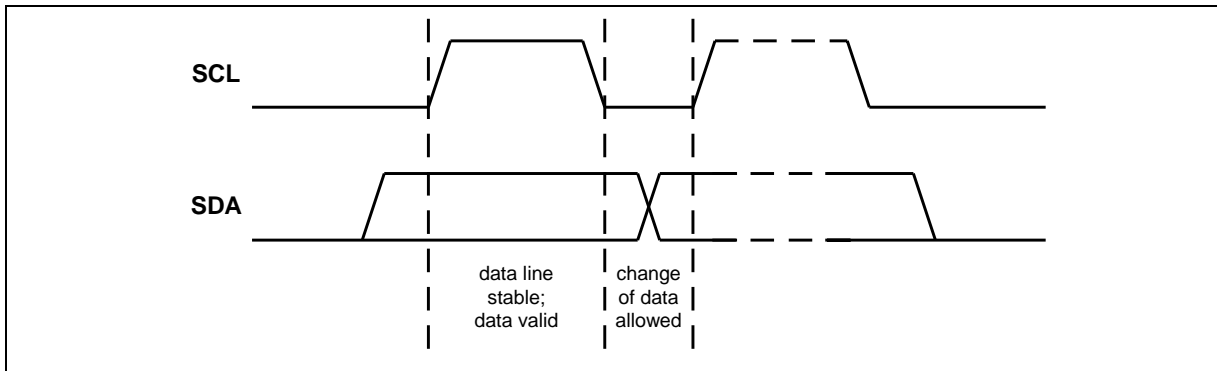 SCL
SDA
data line
stable;
data valid
change
of data
allowed